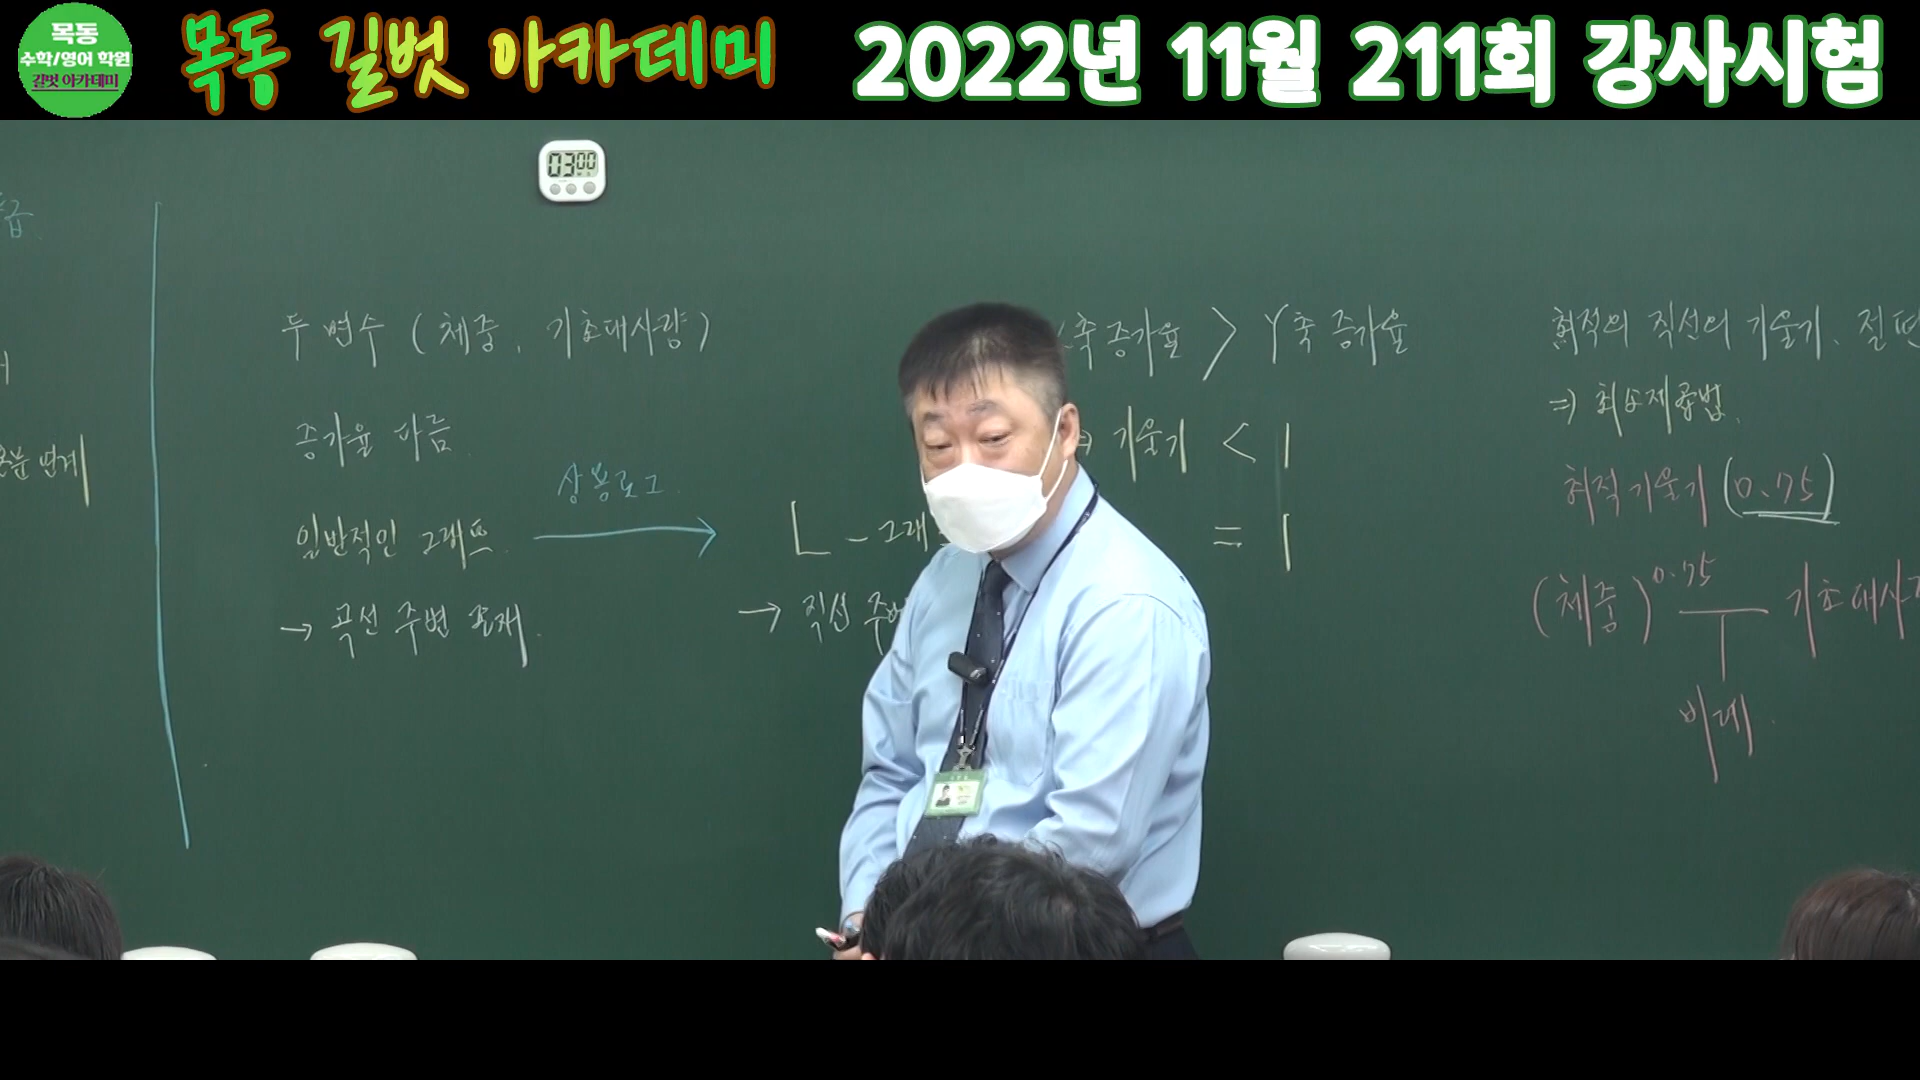 목동
수학/영어 학원
길벗 아카데미
목동 길벗 아카데미
2022년 11월 211회 강사시험
03 00
급
두 변수 (체중, 기초대사량)
증가율 다름.
일반적인 그래프.
→ 곡선 주변 존재.
상용로그.
L - 그래
→ 직선 주변
축 증가율 > Y축 증가율
⇒ 기울기 < 1
= 1
최적의 직선의 기울기, 절편
⇒ 최소제곱법.
최적기울기 (0.75)
(체중)^0.75 기초대사
비례.